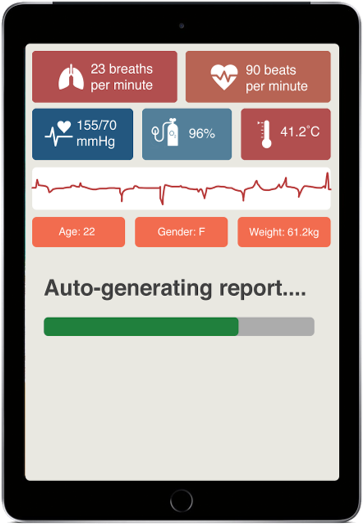 23 breaths
per minute
90 beats
per minute
155/70
mmHg
96%
41.2°C
Age: 22
Gender: F
Weight: 61.2kg
Auto-generating report....